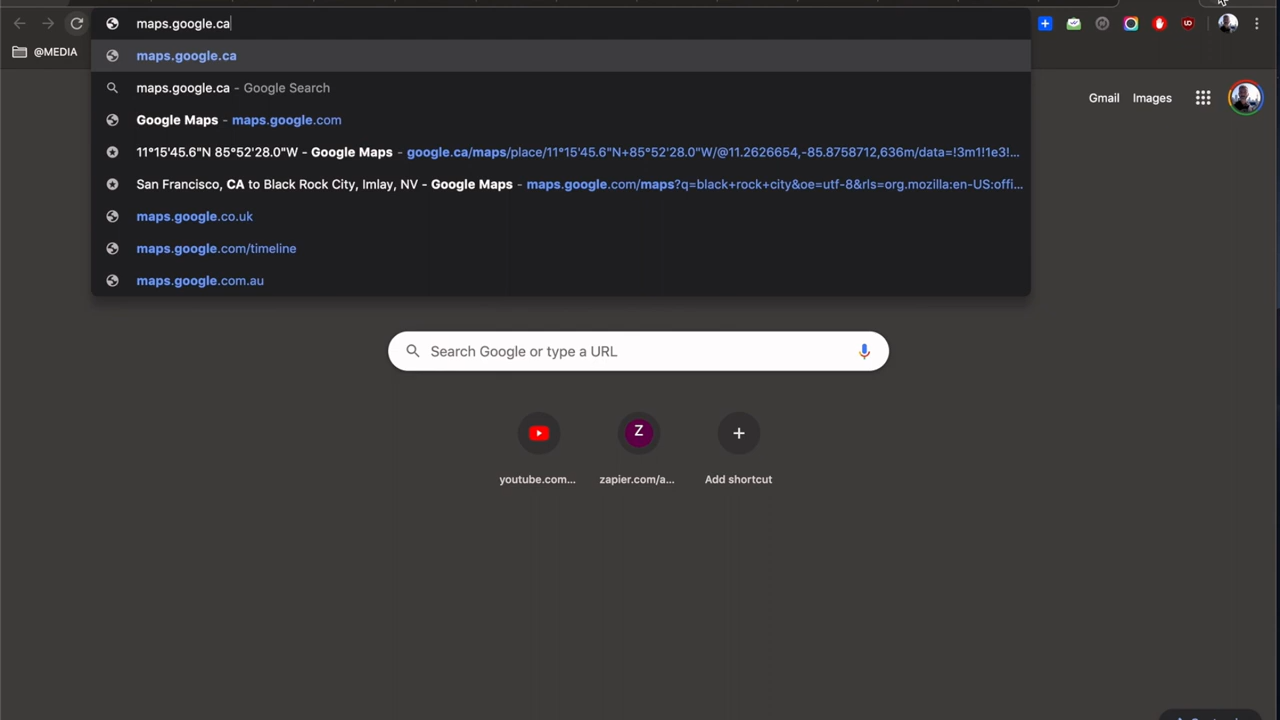 maps.google.ca
@MEDIA
maps.google.ca
maps.google.ca - Google Search
Google Maps - maps.google.com
11°15'45.6"N 85°52'28.0"W - Google Maps - google.ca/maps/place/11°15'45.6"N+85°52'28.0"W/@11.2626654,-85.8758712,636m/data=!3m1!1e3!...
San Francisco, CA to Black Rock City, Imlay, NV - Google Maps - maps.google.com/maps?q=black+rock+city&oe=utf-8&rls=org.mozilla:en-US:offi...
maps.google.co.uk
maps.google.com/timeline
maps.google.com.au
Gmail Images
Search Google or type a URL
Z
youtube.com... zapier.com/a... Add shortcut